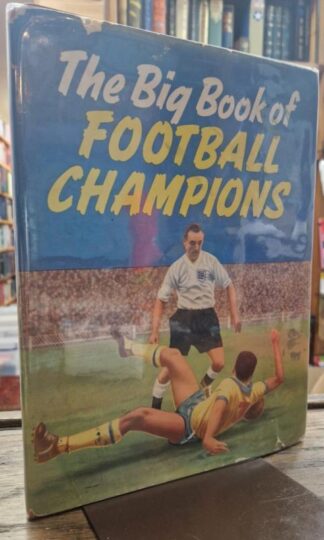 The Big Book of
FOOTBALL
CHAMPIONS